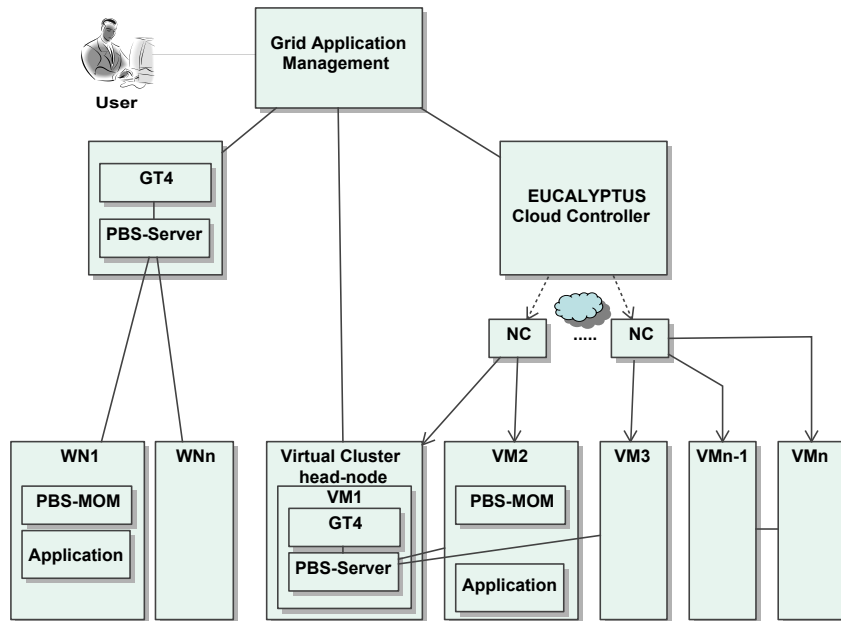 Grid Application
Management
User
GT4
PBS-Server
EUCALYPTUS
Cloud Controller
NC
.....
NC
WN1
PBS-MOM
Application
WNn
Virtual Cluster
head-node
VM1
GT4
PBS-Server
VM2
PBS-MOM
Application
VM3
VMn-1
VMn